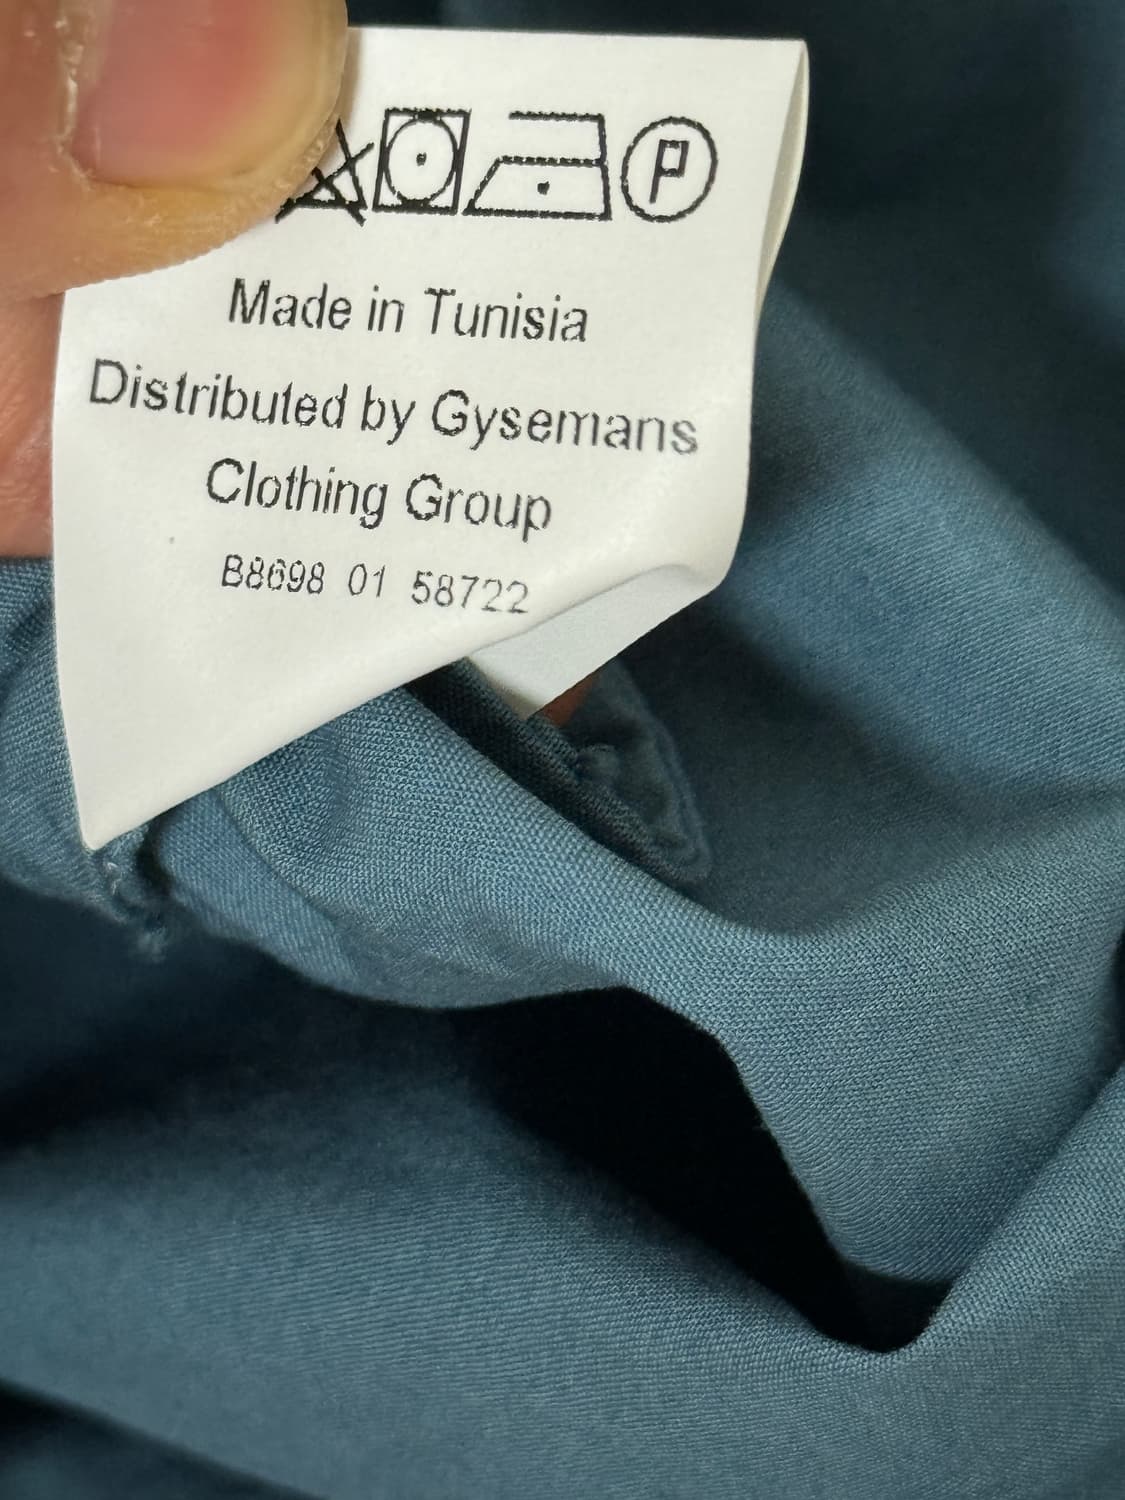 P
Made in Tunisia
Distributed by Gysemans
Clothing Group
B8698 01 58722